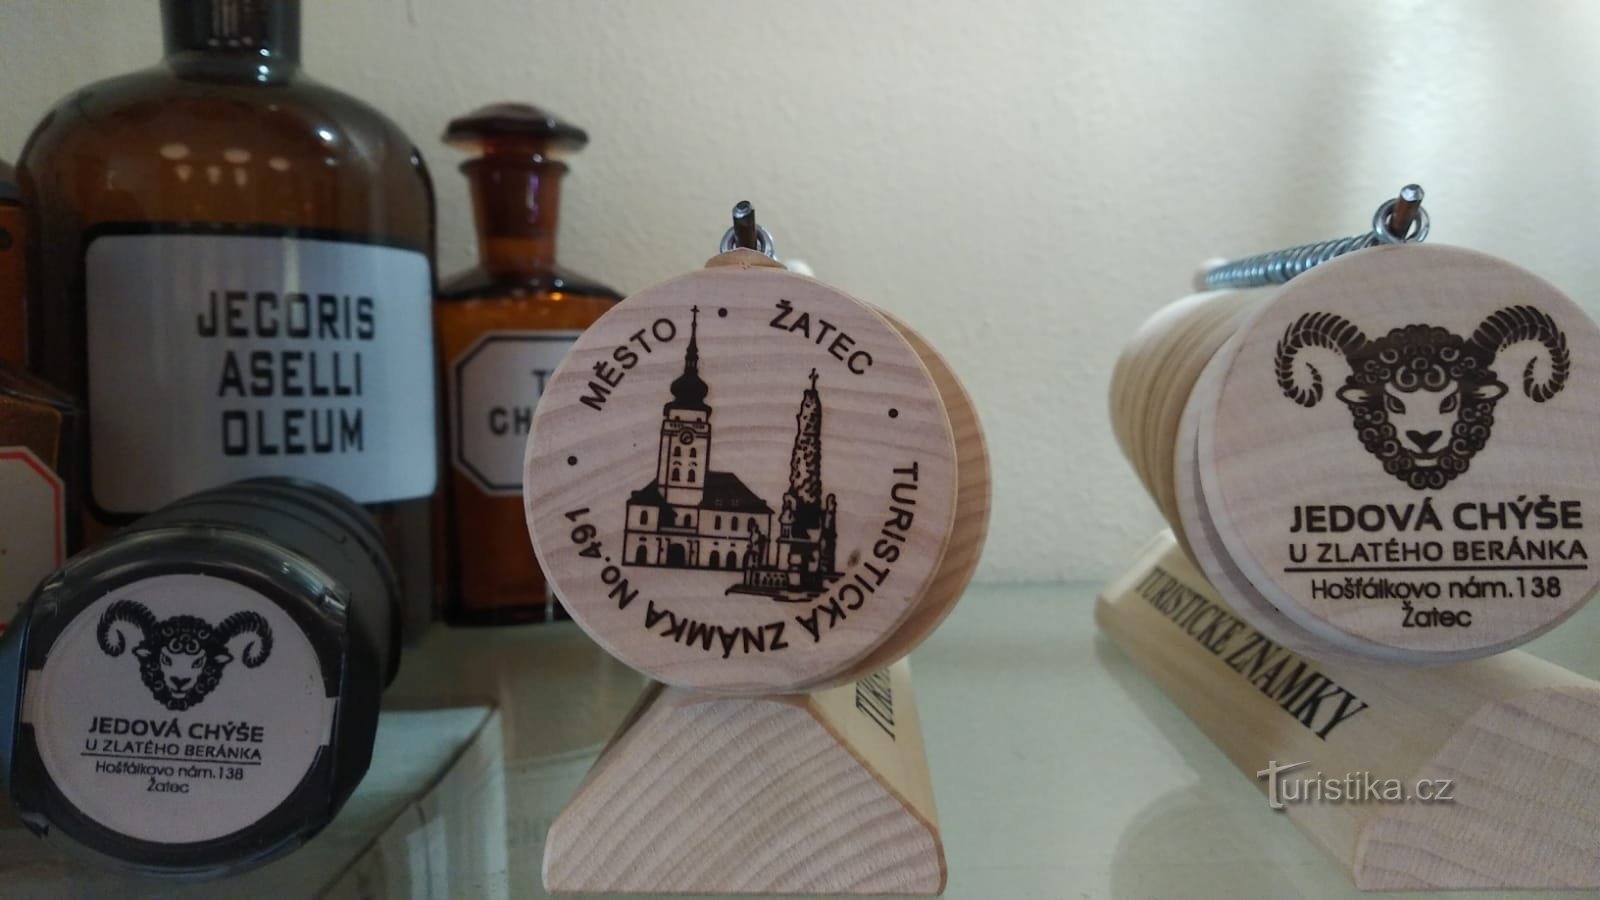 JECORIS
ASELLI
OLEUM
MĚSTO • ŽATEC • TURISTICKÁ ZNÁMKA No.491 •
JEDOVÁ CHÝŠE
U ZLATÉHO BERÁNKA
Hošťálkovo nám.138
Žatec
TURISTICKÉ ZNÁMKY
JEDOVÁ CHÝŠE
U ZLATÉHO BERÁNKA
Hošťálkovo nám.138
Žatec
Turistika.cz